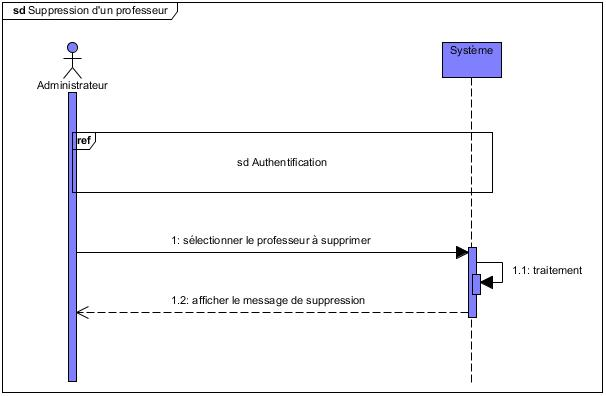 sd Suppression d'un professeur
Système
Administrateur
ref
sd Authentification
1: sélectionner le professeur à supprimer
1.1: traitement
1.2: afficher le message de suppression